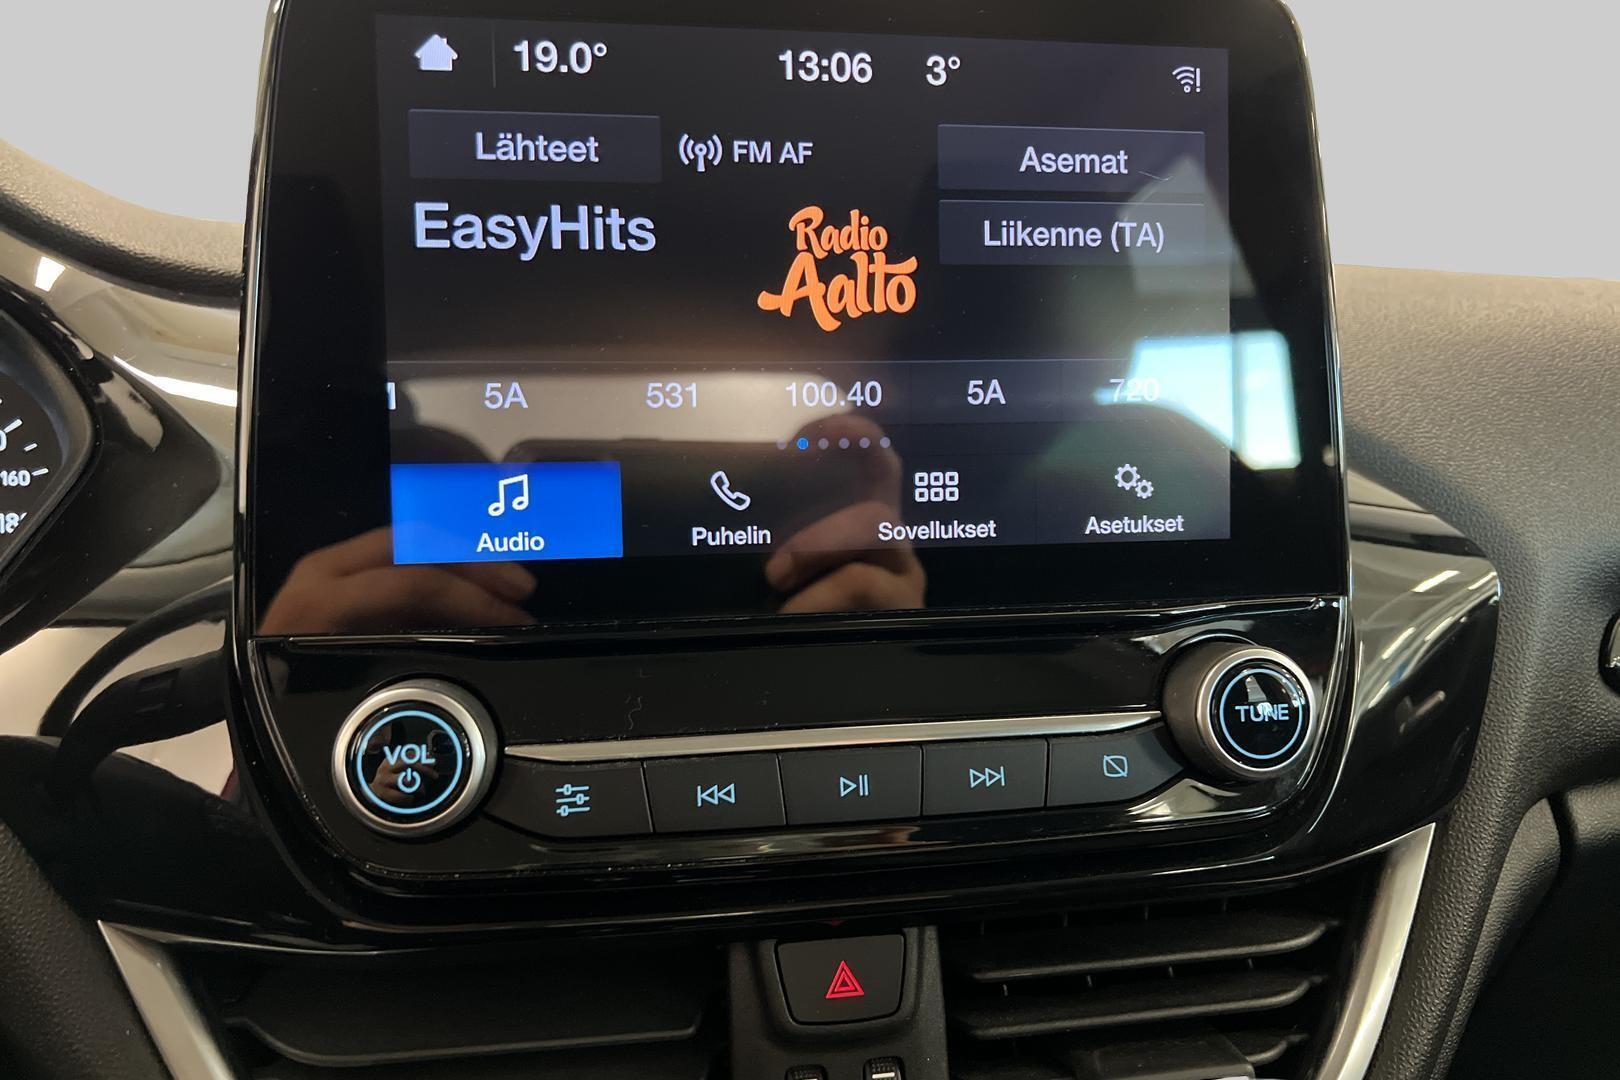 19.0° 13:06 3°
Lähteet FM AF Asemat
EasyHits Radio Aalto Liikenne (TA)
5A 531 100.40 5A 720
Audio Puhelin Sovellukset Asetukset
160
VOL TUNE